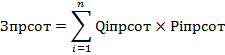 Зпрсот = n ∑ i=1 Qiпрсот × Piпрсот